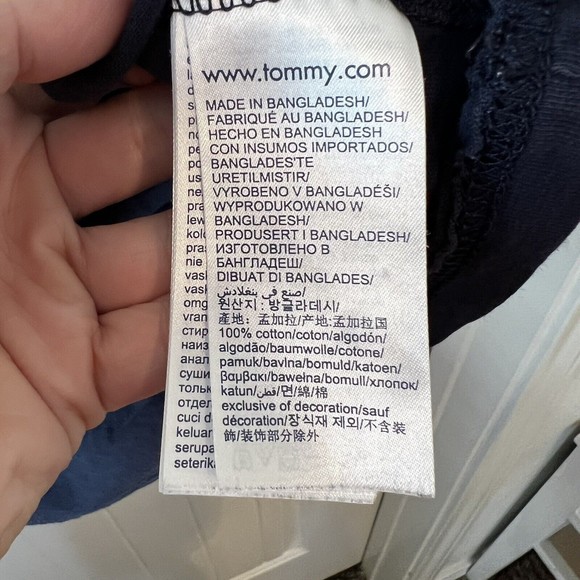 www.tommy.com
MADE IN BANGLADESH/
FABRIQUÉ AU BANGLADESH/
HECHO EN BANGLADESH
CON INSUMOS IMPORTADOS/
BANGLADES'TE
URETILMISTIR/
VYROBENO V BANGLADÉŠI/
WYPRODUKOWANO W
BANGLADESH/
PRODUSERT I BANGLADESH/
ИЗГОТОВЛЕНО В
БАНГЛАДЕШ/
DIBUAT DI BANGLADES/
صنع في بنغلادش/
원산지 : 방글라데시/
產地: 孟加拉/产地:孟加拉国
100% cotton/coton/algodón/
algodão/baumwolle/cotone/
pamuk/bavlna/bomuld/katoen/
βαμβακι/bawełna/bomull/хлопок/
katun/قطن/면/綿/棉
exclusive of decoration/sauf
décoration/장식재 제외/不含裝
飾/装饰部分除外